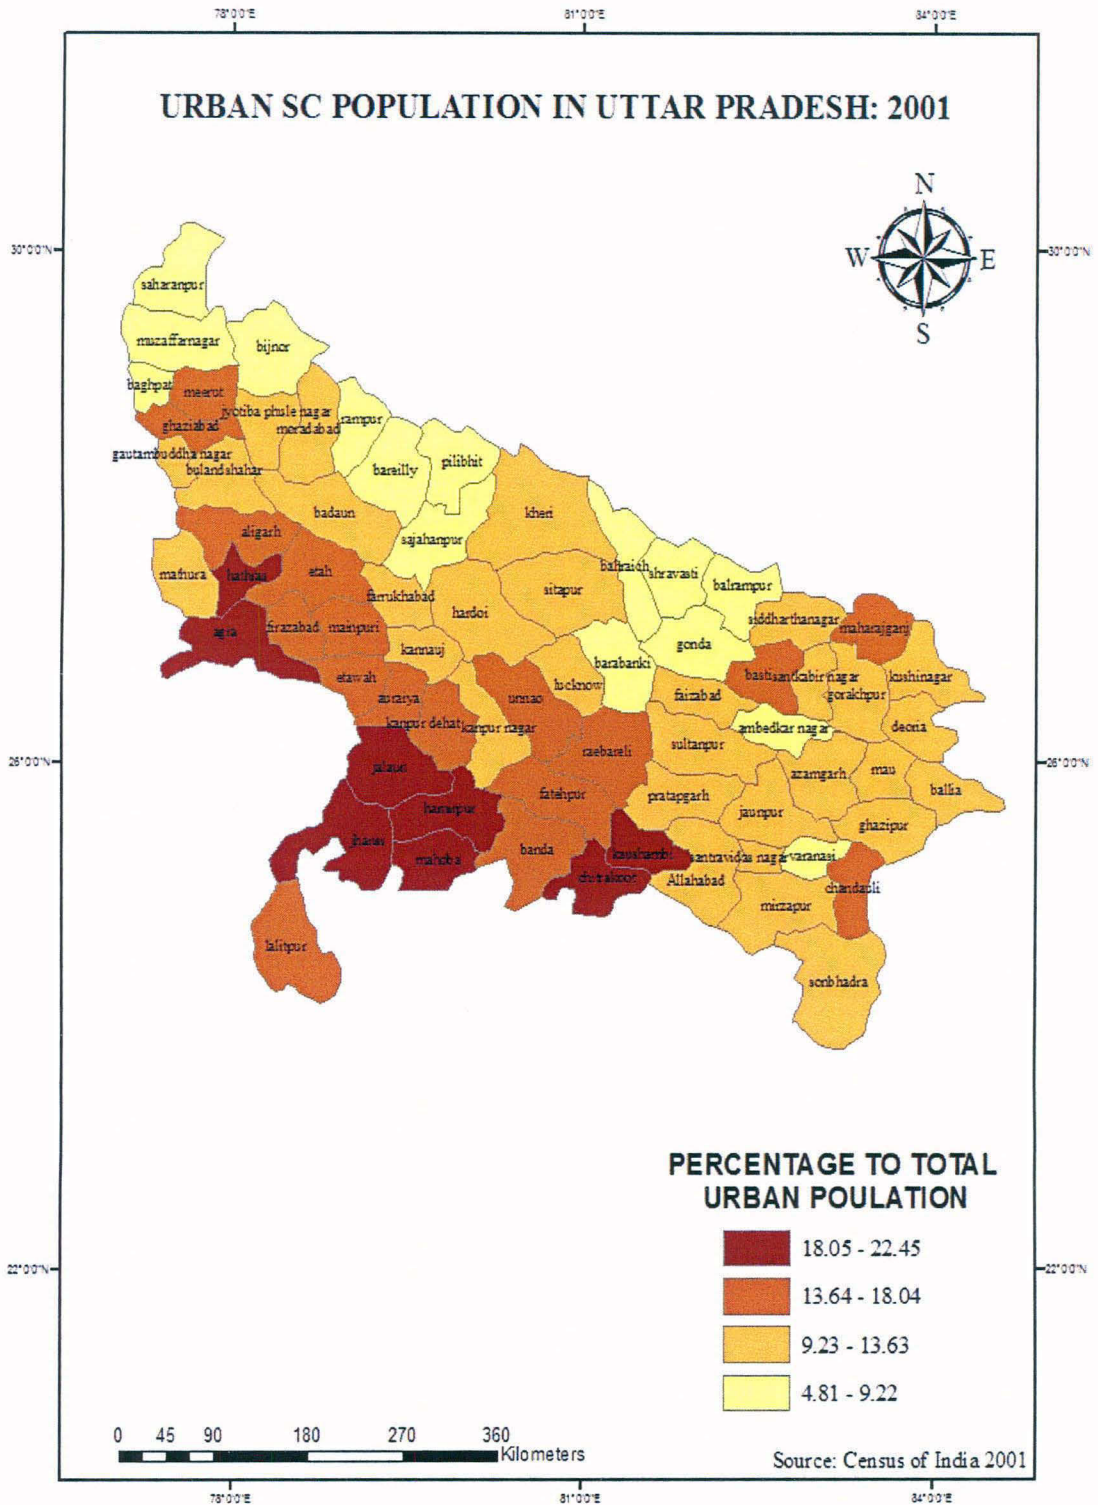 78°0'0"E 81°0'0"E 84°0'0"E
URBAN SC POPULATION IN UTTAR PRADESH: 2001
N
W E
S
30°0'0"N 30°0'0"N
saharanpur
muzaffarnagar
bijnor
baghpat
meerut
jyotiba phule nagar
rampur
ghaziabad
moradabad
gautambuddha nagar
bulandshahar
bareilly
pilibhit
badaun
kheri
aligarh
sajahanpur
mathura
hathras
etah
bahraich
shravasti
balrampur
farrukhabad
sitapur
hardoi
agra
firazabad
mainpuri
siddharthanagar
maharajganj
kannauj
gonda
barabanki
etawah
lucknow
basti
santkabir nagar
kushinagar
auraiya
unnao
faizabad
gorakhpur
kanpur dehat
kanpur nagar
ambedkar nagar
deoria
raebareli
sultanpur
26°0'0"N 26°0'0"N
jalaun
azamgarh
mau
ballia
hamirpur
fatehpur
pratapgarh
jaunpur
ghazipur
jhansi
mahoba
banda
kaushambi
santravidas nagar
varanasi
chitrakoot
Allahabad
chandauli
mirzapur
lalitpur
sonbhadra
PERCENTAGE TO TOTAL
URBAN POULATION
18.05 - 22.45
22°0'0"N 22°0'0"N
13.64 - 18.04
9.23 - 13.63
4.81 - 9.22
0 45 90 180 270 360
Kilometers
Source: Census of India 2001
78°0'0"E 81°0'0"E 84°0'0"E